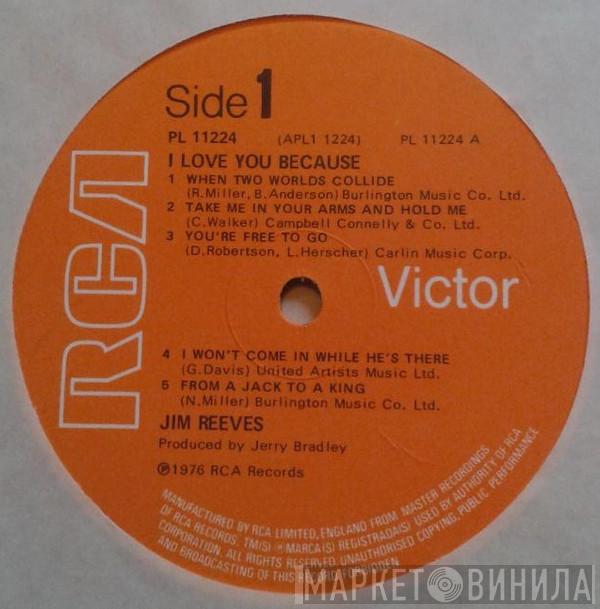 Side 1
PL 11224 (APL1 1224) PL 11224 A
I LOVE YOU BECAUSE
1 WHEN TWO WORLDS COLLIDE
(R.Miller, B.Anderson) Burlington Music Co. Ltd.
2 TAKE ME IN YOUR ARMS AND HOLD ME
(C.Walker) Campbell Connelly & Co. Ltd.
3 YOU'RE FREE TO GO
(D.Robertson, L.Herscher) Carlin Music Corp.
RCA
Victor
4 I WON'T COME IN WHILE HE'S THERE
(G.Davis) United Artists Music Ltd.
5 FROM A JACK TO A KING
(N.Miller) Burlington Music Co. Ltd.
JIM REEVES
Produced by Jerry Bradley
℗1976 RCA Records
MANUFACTURED BY RCA LIMITED, ENGLAND FROM MASTER RECORDINGS
OF RCA RECORDS. TM(S) ® MARCA(S) REGISTRADA(S) USED BY AUTHORITY OF RCA
CORPORATION. ALL RIGHTS RESERVED. UNAUTHORISED COPYING, PUBLIC PERFORMANCE
AND BROADCASTING OF THIS RECORD FORBIDDEN
МАРКЕТ ВИНИЛА